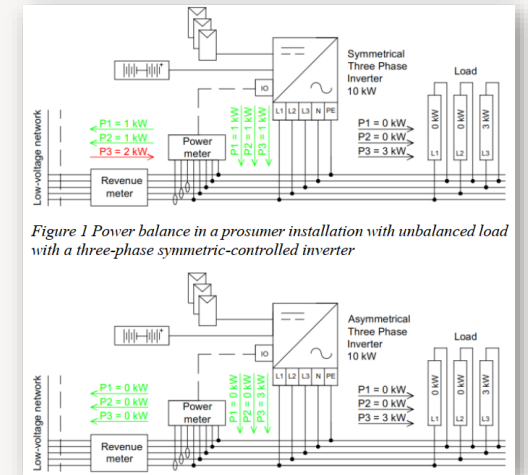 Symmetrical
Three Phase
Inverter
10 kW
Load
IO
L1 L2 L3 N PE
Low-voltage network
P1 = 1 kW
P2 = 1 kW
P3 = 2 kW
Power
meter
P1 = 1 kW
P2 = 1 kW
P3 = 1 kW
P1 = 0 kW
P2 = 0 kW
P3 = 3 kW
0 kW
0 kW
3 kW
L1
L2
L3
Revenue
meter
Figure 1 Power balance in a prosumer installation with unbalanced load
with a three-phase symmetric-controlled inverter
Asymmetrical
Three Phase
Inverter
10 kW
Load
IO
L1 L2 L3 N PE
Low-voltage network
P1 = 0 kW
P2 = 0 kW
P3 = 0 kW
Power
meter
P1 = 0 kW
P2 = 0 kW
P3 = 3 kW
P1 = 0 kW
P2 = 0 kW
P3 = 3 kW
0 kW
0 kW
3 kW
L1
L2
L3
Revenue
meter